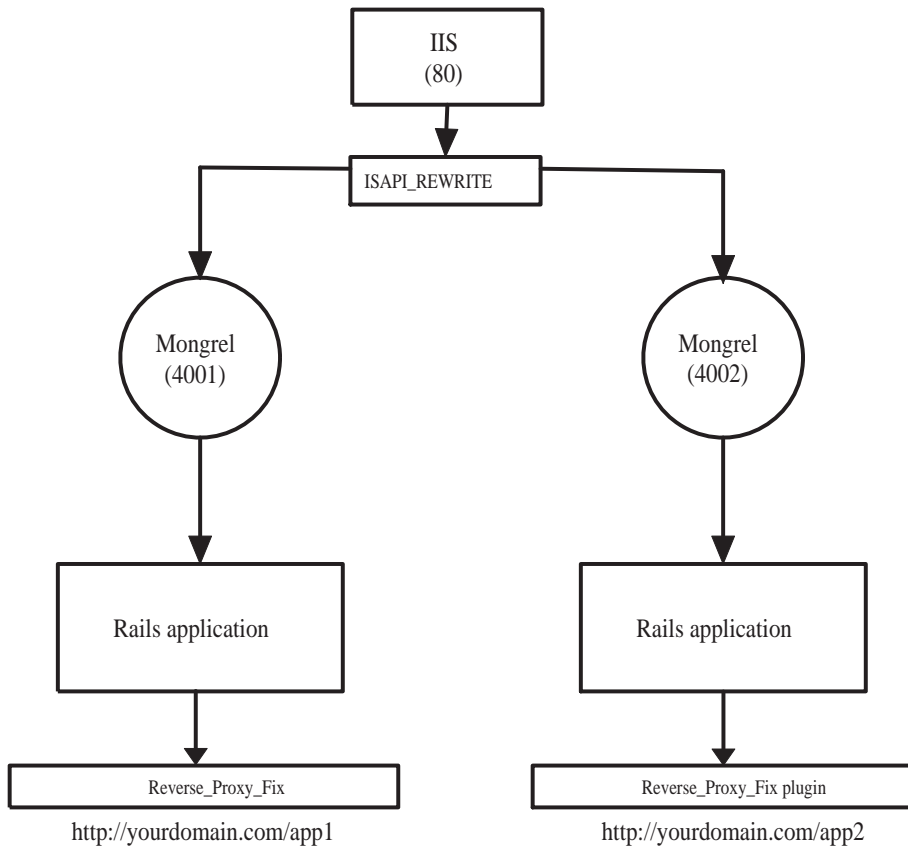 IIS
(80)
ISAPI_REWRITE
Mongrel
(4001)
Mongrel
(4002)
Rails application
Rails application
Reverse_Proxy_Fix
Reverse_Proxy_Fix plugin
http://yourdomain.com/app1
http://yourdomain.com/app2